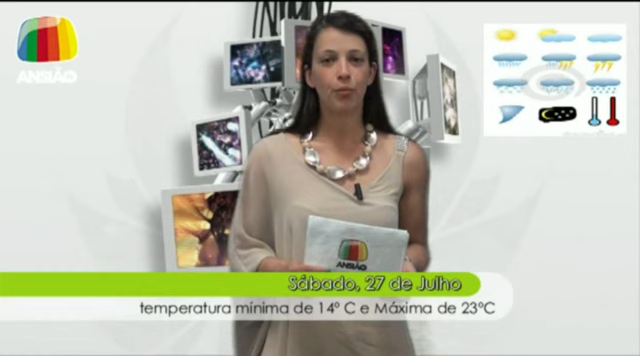 ANSIÃO
ANSIÃO
Sábado, 27 de Julho
temperatura mínima de 14º C e Máxima de 23ºC